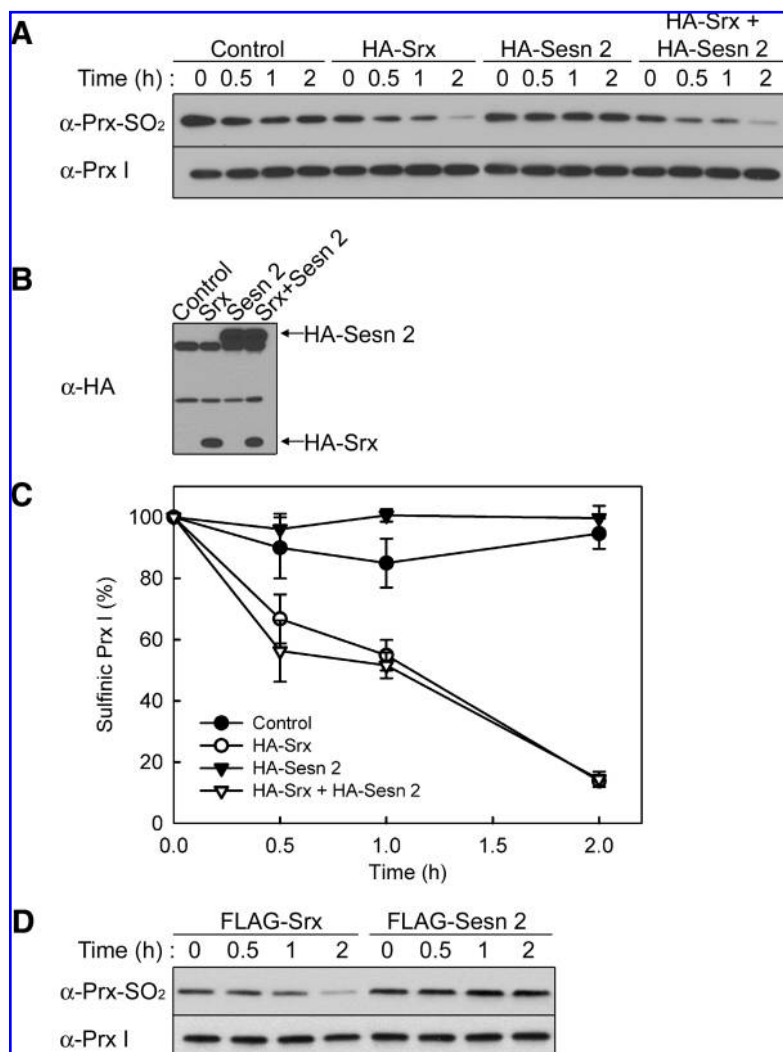 A
Control HA-Srx HA-Sesn 2 HA-Srx + HA-Sesn 2
Time (h) : 0 0.5 1 2 0 0.5 1 2 0 0.5 1 2 0 0.5 1 2
α-Prx-SO₂
α-Prx I
B
Control Srx Sesn 2 Srx+Sesn 2
HA-Sesn 2
α-HA
HA-Srx
C
100
80
60
40
20
0
Sulfinic Prx I (%)
Control
HA-Srx
HA-Sesn 2
HA-Srx + HA-Sesn 2
0.0 0.5 1.0 1.5 2.0
Time (h)
D
FLAG-Srx FLAG-Sesn 2
Time (h) : 0 0.5 1 2 0 0.5 1 2
α-Prx-SO₂
α-Prx I